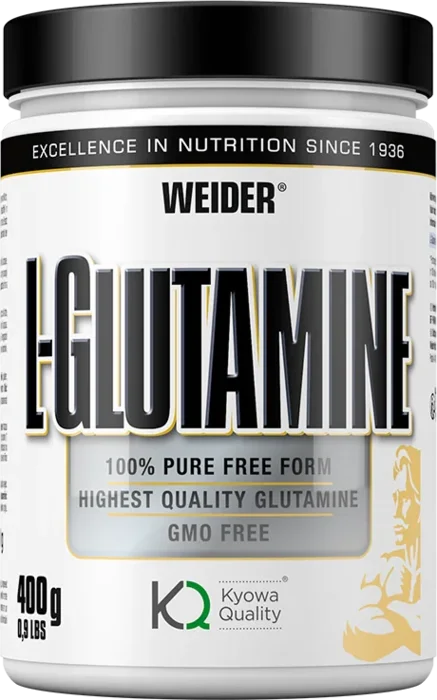 EXCELLENCE IN NUTRITION SINCE 1936
WEIDER®
L-GLUTAMINE
100% PURE FREE FORM
HIGHEST QUALITY GLUTAMINE
GMO FREE
400g
0,9 LBS
KQ Kyowa®
Quality